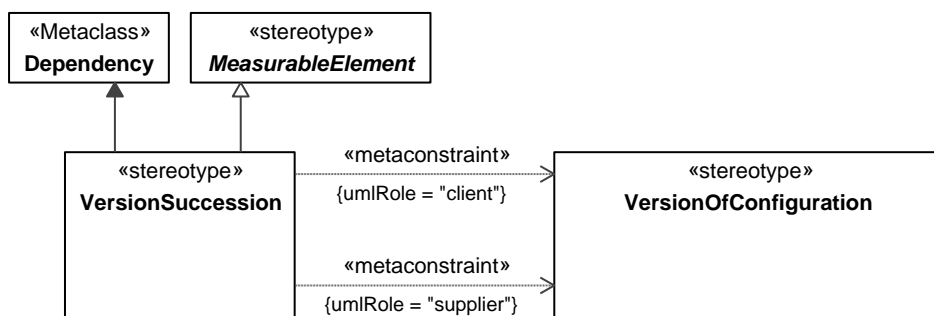 «Metaclass»
Dependency
«stereotype»
MeasurableElement
«stereotype»
VersionSuccession
«metaconstraint»
{umlRole = "client"}
«metaconstraint»
{umlRole = "supplier"}
«stereotype»
VersionOfConfiguration